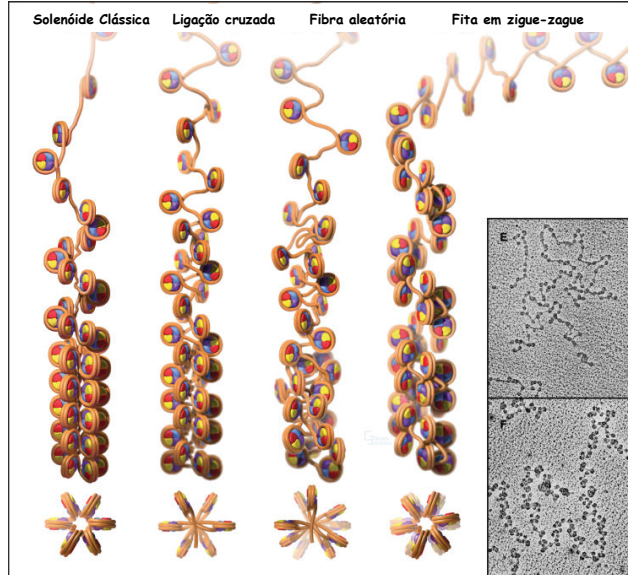 Solenóide Clássica
Ligação cruzada
Fibra aleatória
Fita em zigue-zague
E
F